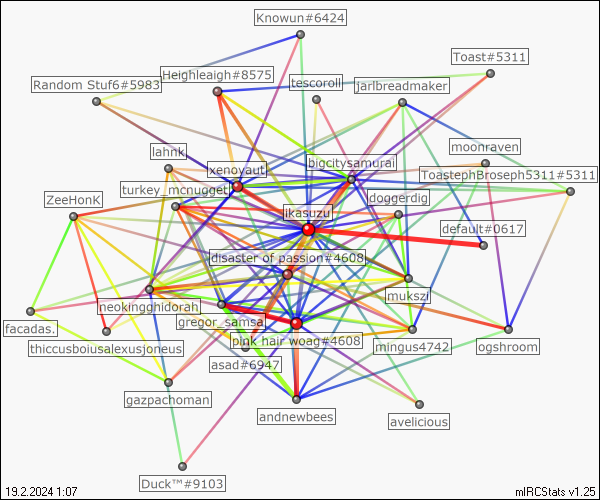 Knowun#6424
Toast#5311
Heighleigh#8575
Random Stuf6#5983
tescoroll
jarlbreadmaker
moonraven
lahnk
bigcitysamurai
xenoyaut
ToastephBroseph5311#5311
turkey_mcnugget
doggerdig
ZeeHonK
ikasuzu
default#0617
disaster of passion#4608
mukszi
neokingghidorah
gregor_samsa
facadas.
pink hair woag#4608
mingus4742
ogshroom
thiccusboiusalexusjoneus
asad#6947
gazpachoman
andnewbees
avelicious
Duck™#9103
19.2.2024 1:07
mIRCStats v1.25